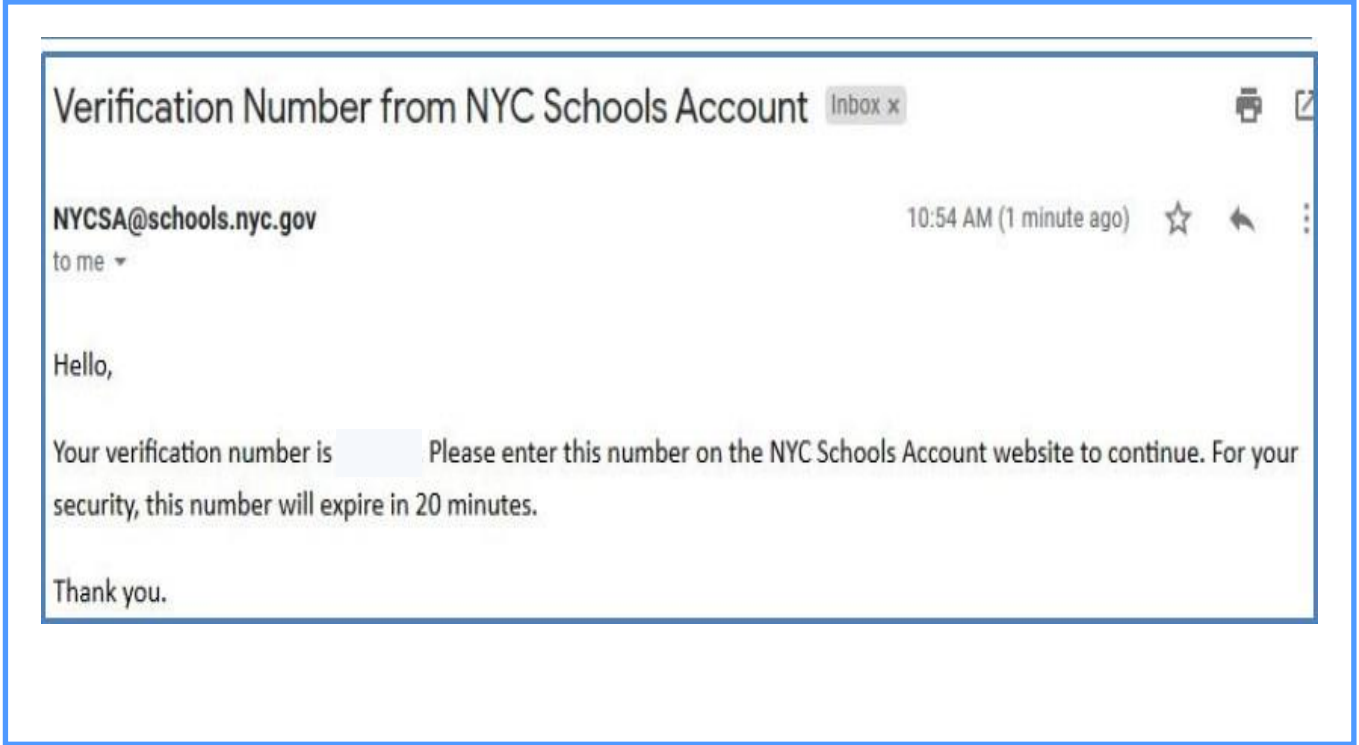 Verification Number from NYC Schools Account Inbox x
NYCSA@schools.nyc.gov 10:54 AM (1 minute ago)
to me
Hello,
Your verification number is Please enter this number on the NYC Schools Account website to continue. For your
security, this number will expire in 20 minutes.
Thank you.